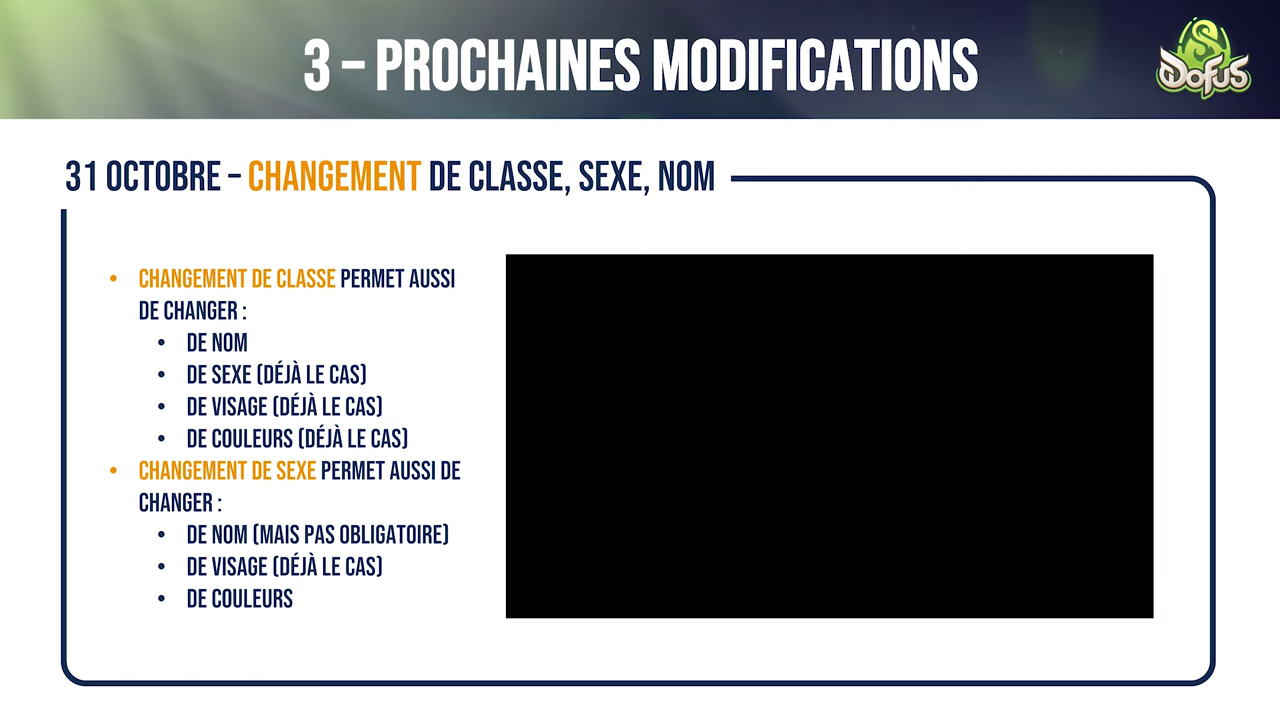 3 – PROCHAINES MODIFICATIONS
DOFUS
31 OCTOBRE – CHANGEMENT DE CLASSE, SEXE, NOM
• CHANGEMENT DE CLASSE PERMET AUSSI
DE CHANGER :
• DE NOM
• DE SEXE (DÉJÀ LE CAS)
• DE VISAGE (DÉJÀ LE CAS)
• DE COULEURS (DÉJÀ LE CAS)
• CHANGEMENT DE SEXE PERMET AUSSI DE
CHANGER :
• DE NOM (MAIS PAS OBLIGATOIRE)
• DE VISAGE (DÉJÀ LE CAS)
• DE COULEURS